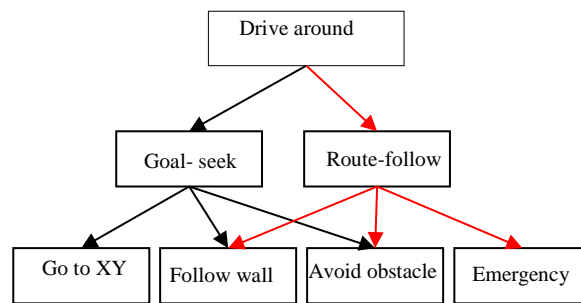 Drive around
Goal- seek
Route-follow
Go to XY
Follow wall
Avoid obstacle
Emergency